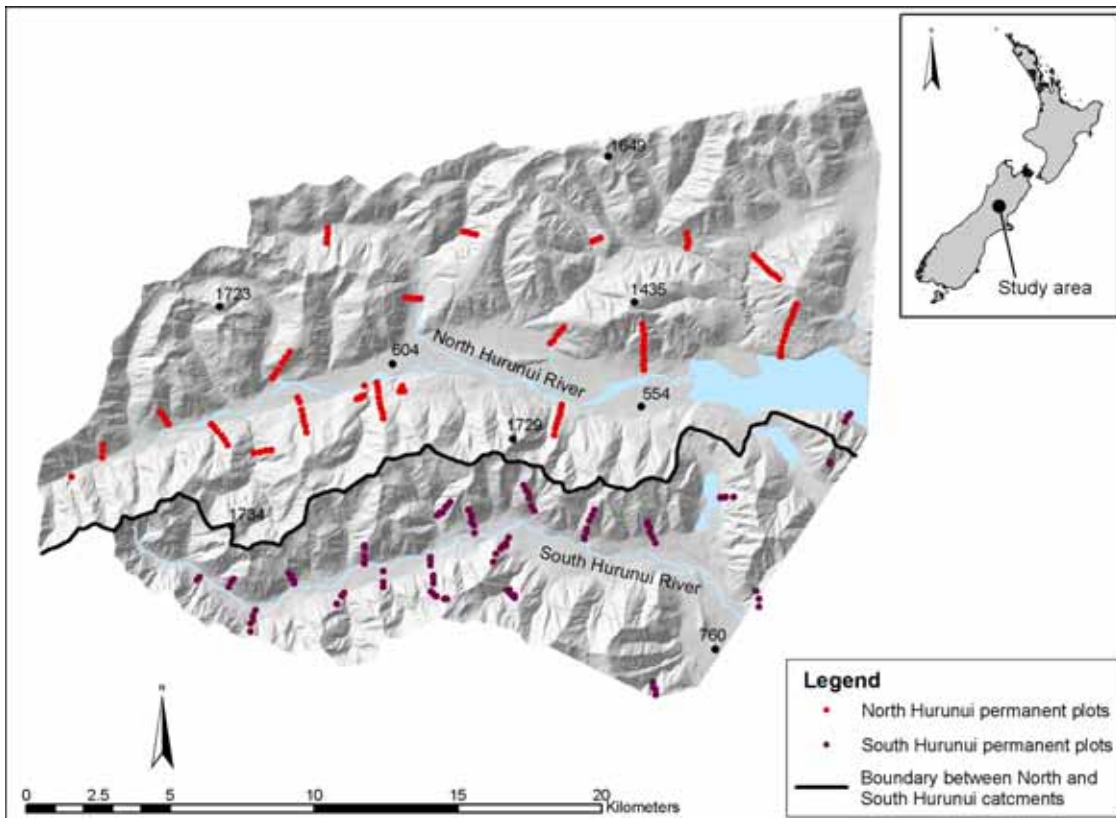 N
N
Study area
1649
1723
1435
North Hurunui River
604
554
1729
1734
South Hurunui River
760
N
Legend
North Hurunui permanent plots
South Hurunui permanent plots
Boundary between North and
South Hurunui catcments
0 2.5 5 10 15 20
Kilometers